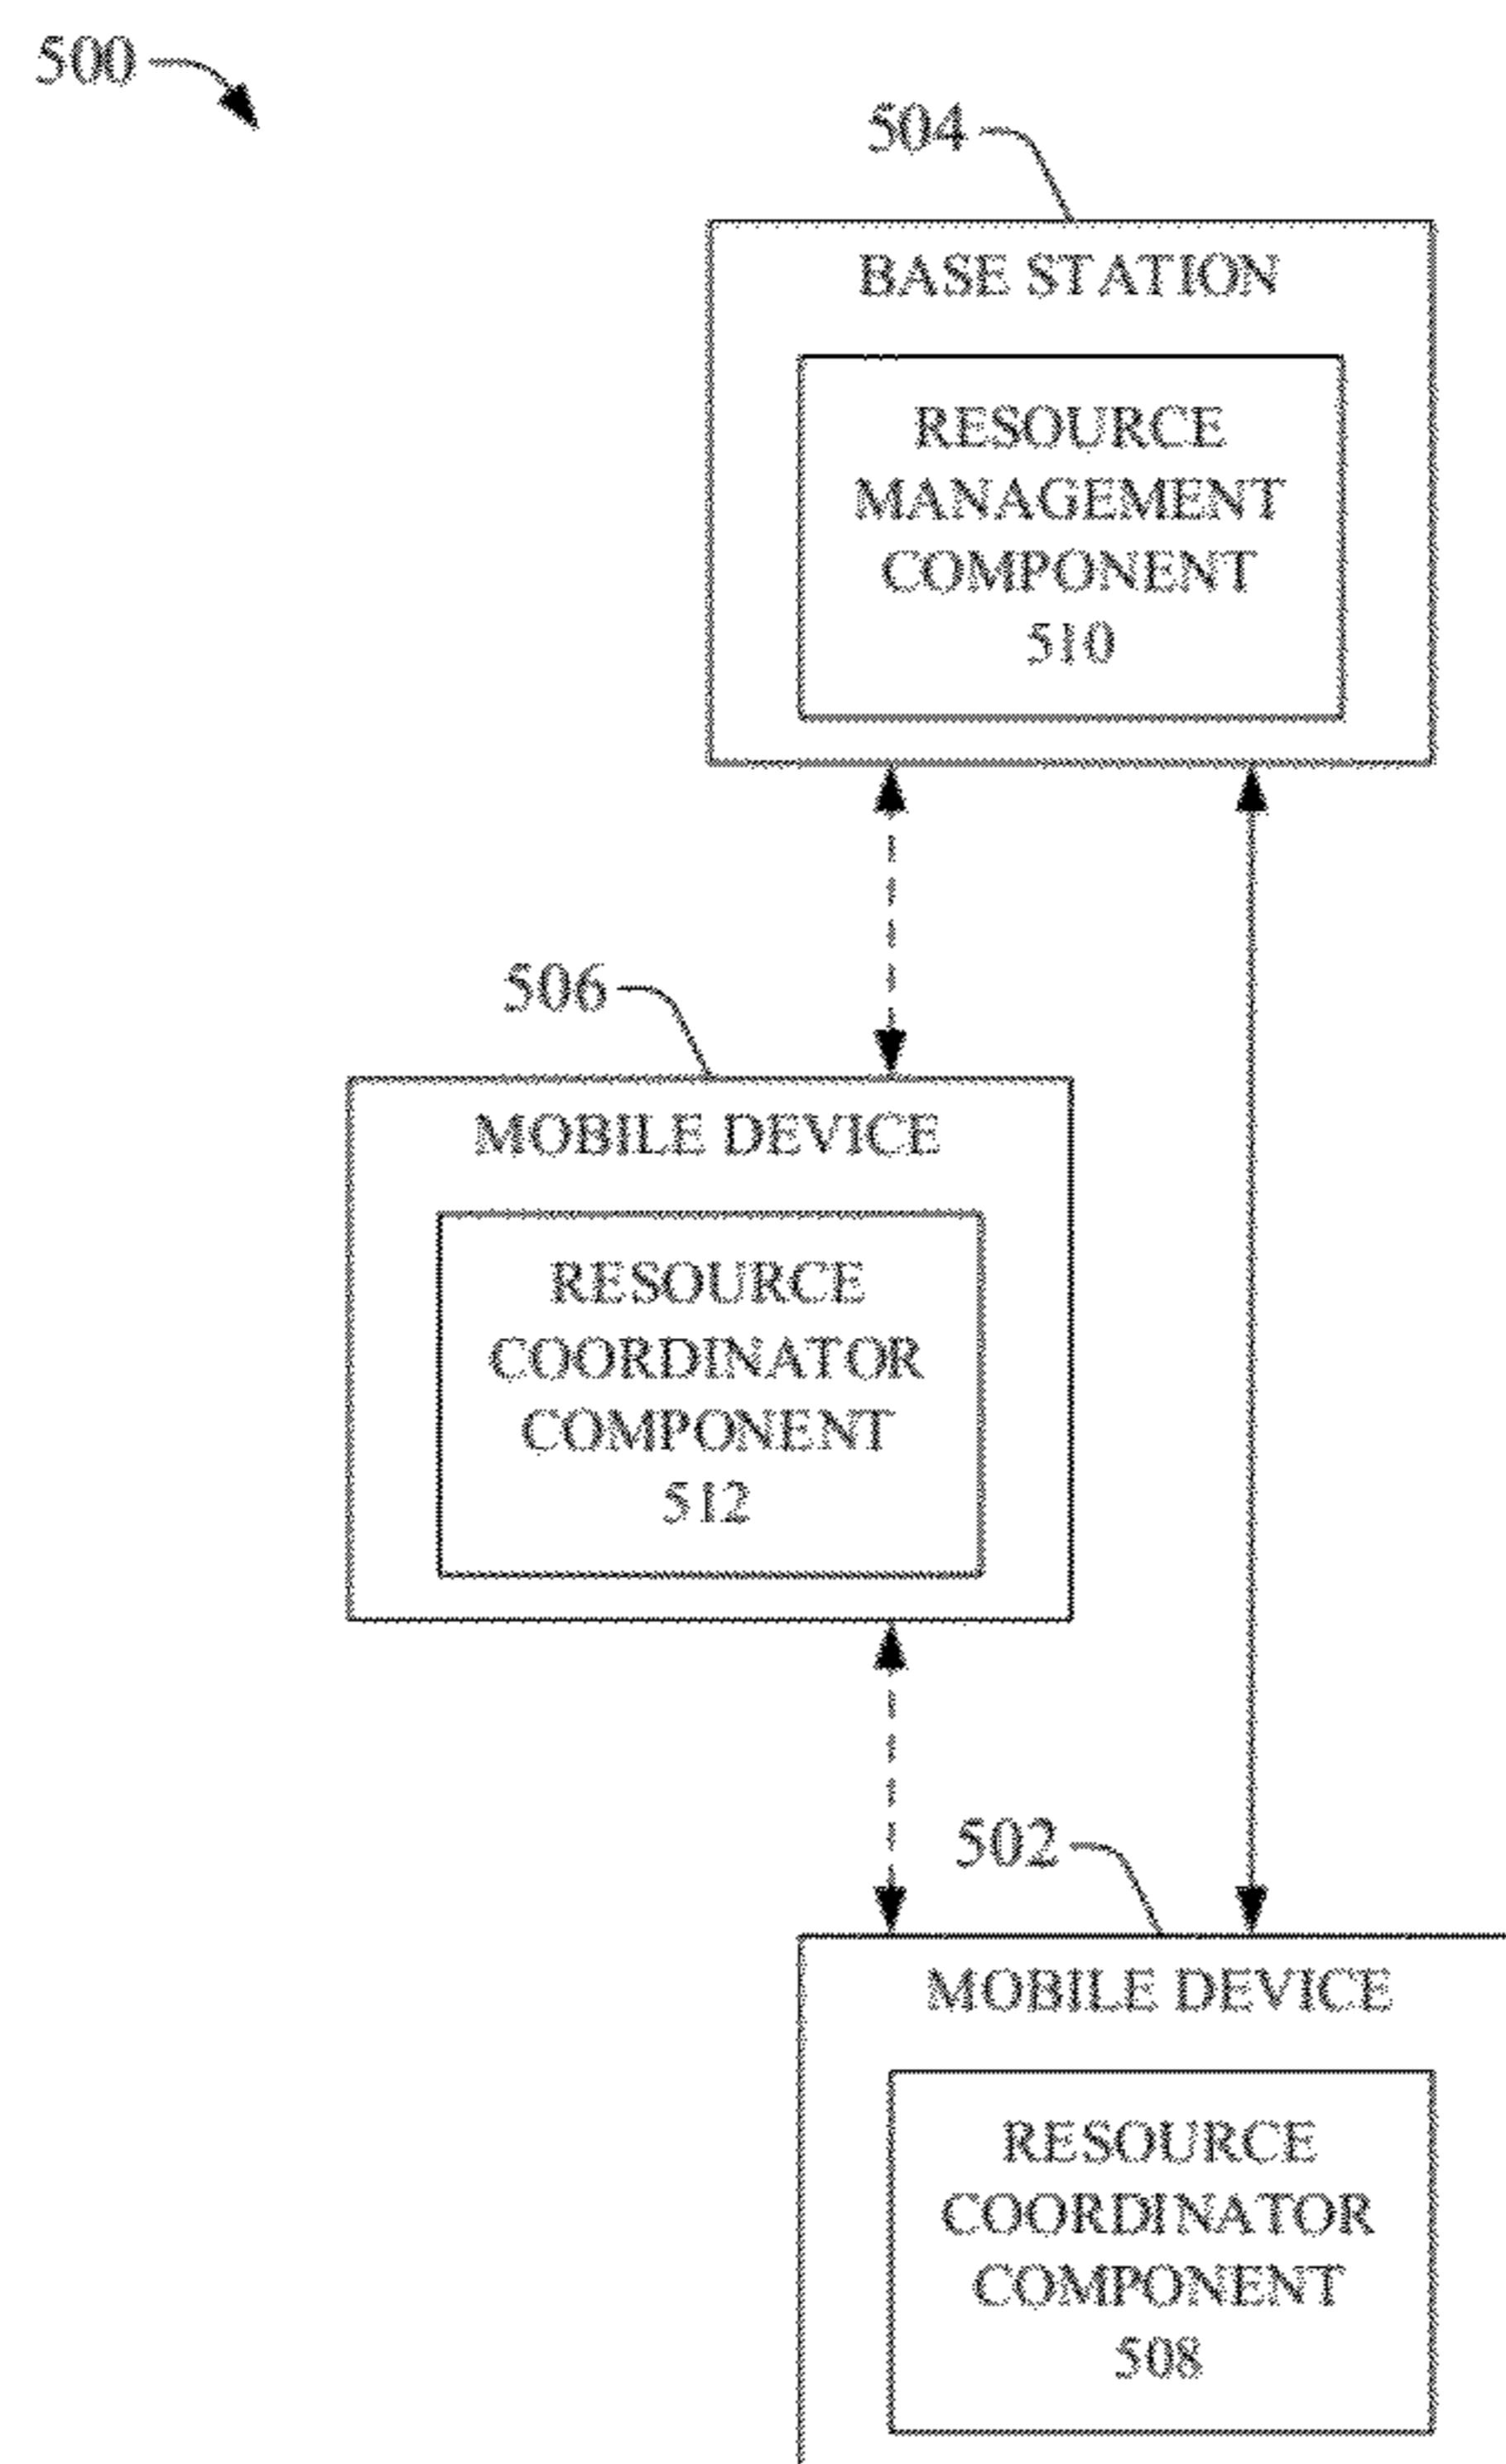 500
504
BASE STATION
RESOURCE
MANAGEMENT
COMPONENT
510
506
MOBILE DEVICE
RESOURCE
COORDINATOR
COMPONENT
512
502
MOBILE DEVICE
RESOURCE
COORDINATOR
COMPONENT
508